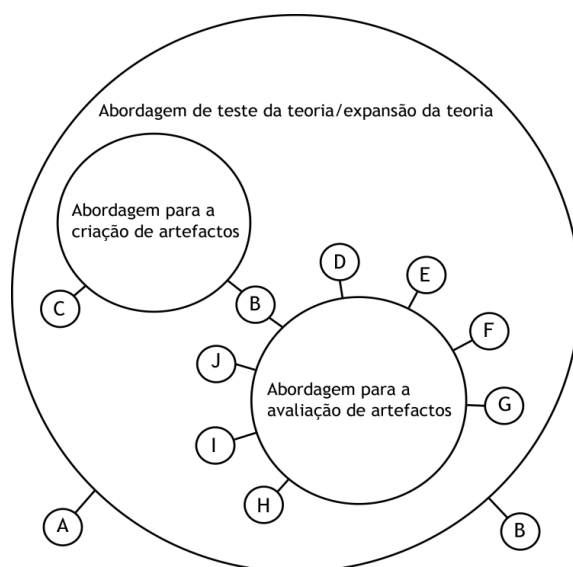 Abordagem de teste da teoria/expansão da teoria
Abordagem para a
criação de artefactos
D
E
C
B
F
J
Abordagem para a
avaliação de artefactos
G
I
H
A
B